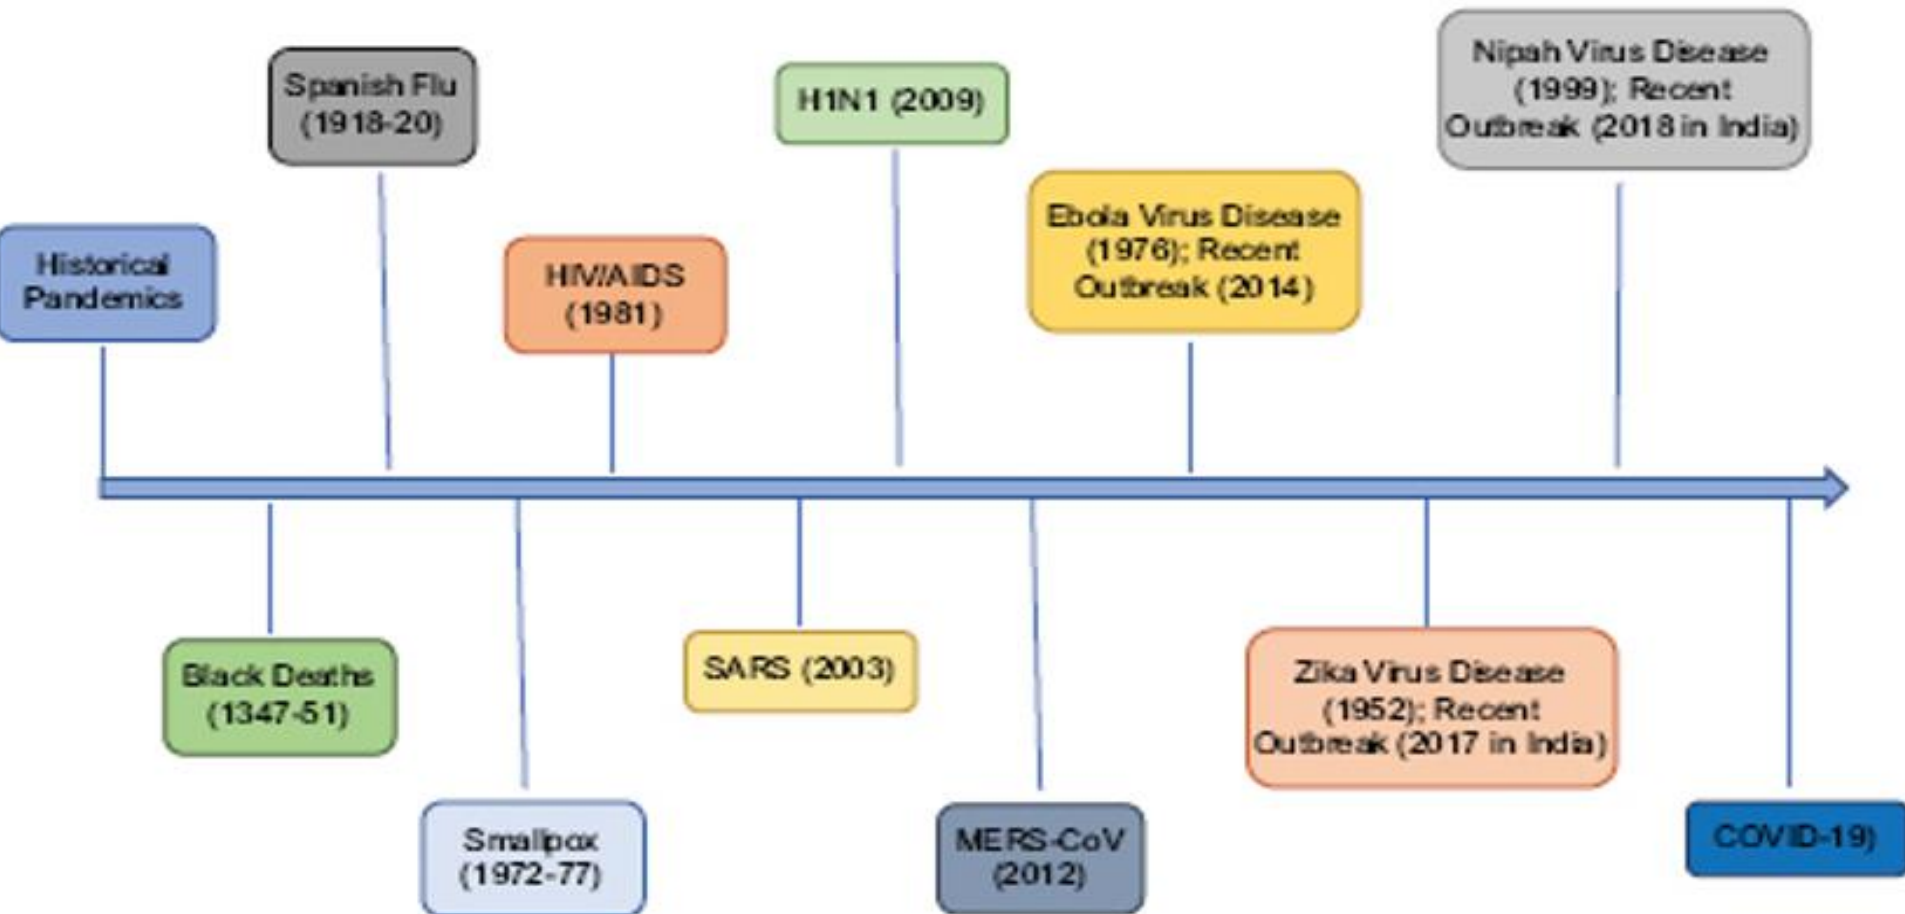 Historical
Pandemics
Black Deaths
(1347-51)
Spanish Flu
(1918-20)
Smallpox
(1972-77)
HIV/AIDS
(1981)
SARS (2003)
H1N1 (2009)
MERS-CoV
(2012)
Ebola Virus Disease
(1976); Recent
Outbreak (2014)
Zika Virus Disease
(1952); Recent
Outbreak (2017 in India)
Nipah Virus Disease
(1999); Recent
Outbreak (2018 in India)
COVID-19)